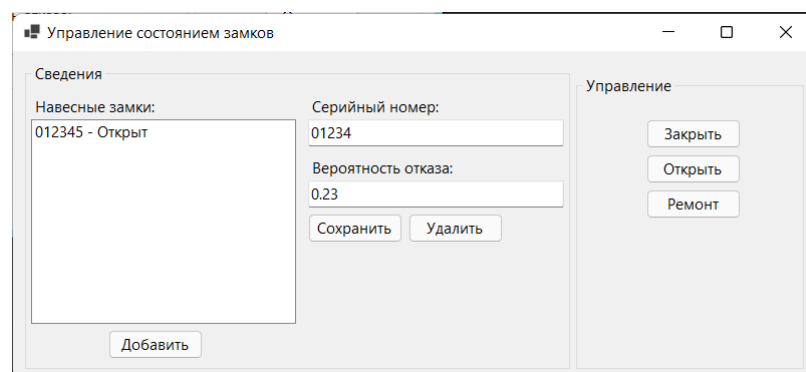 Управление состоянием замков
Сведения
Навесные замки:
012345 - Открыт
Добавить
Серийный номер:
01234
Вероятность отказа:
0.23
Сохранить
Удалить
Управление
Закрыть
Открыть
Ремонт